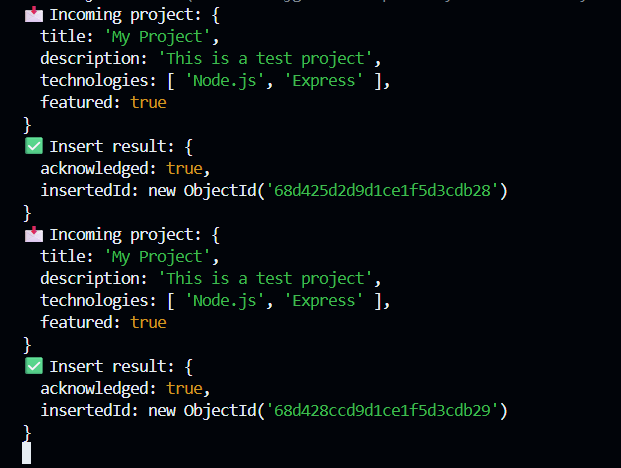 📩 Incoming project: {
  title: 'My Project',
  description: 'This is a test project',
  technologies: [ 'Node.js', 'Express' ],
  featured: true
}
✅ Insert result: {
  acknowledged: true,
  insertedId: new ObjectId('68d425d2d9d1ce1f5d3cdb28')
}
📩 Incoming project: {
  title: 'My Project',
  description: 'This is a test project',
  technologies: [ 'Node.js', 'Express' ],
  featured: true
}
✅ Insert result: {
  acknowledged: true,
  insertedId: new ObjectId('68d428ccd9d1ce1f5d3cdb29')
}